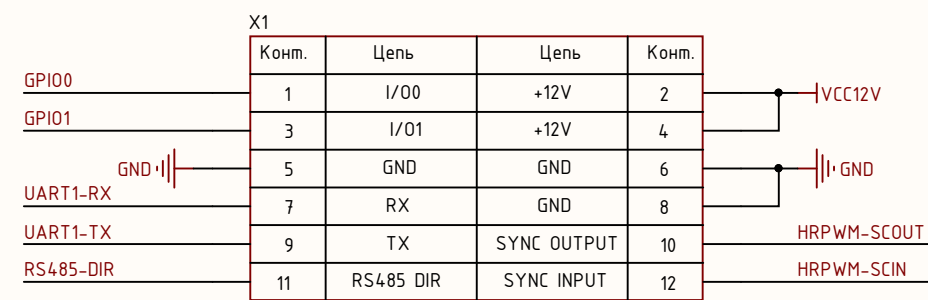 X1
Конт. Цепь Цепь Конт.
GPIO0 1 I/O0 +12V 2 VCC12V
GPIO1 3 I/O1 +12V 4
GND 5 GND GND 6 GND
UART1-RX 7 RX GND 8
UART1-TX 9 TX SYNC OUTPUT 10 HRPWM-SCOUT
RS485-DIR 11 RS485 DIR SYNC INPUT 12 HRPWM-SCIN